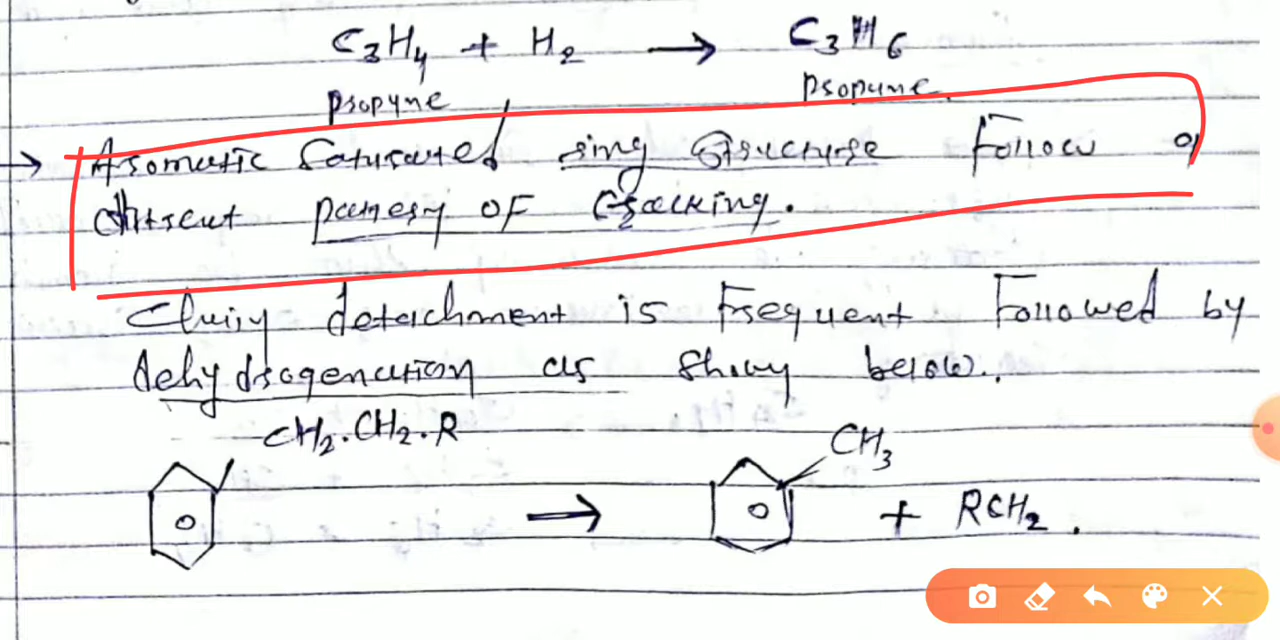 C3H4 + H2 → C3H6
propyne propyne.
→ Aromatic Saturated ring Structure Follow a
different pattern OF Cracking.
Chain detachment is Frequent Followed by
dehydrogenation as Show below.
CH2.CH2.R
CH3
→ + RCH2.